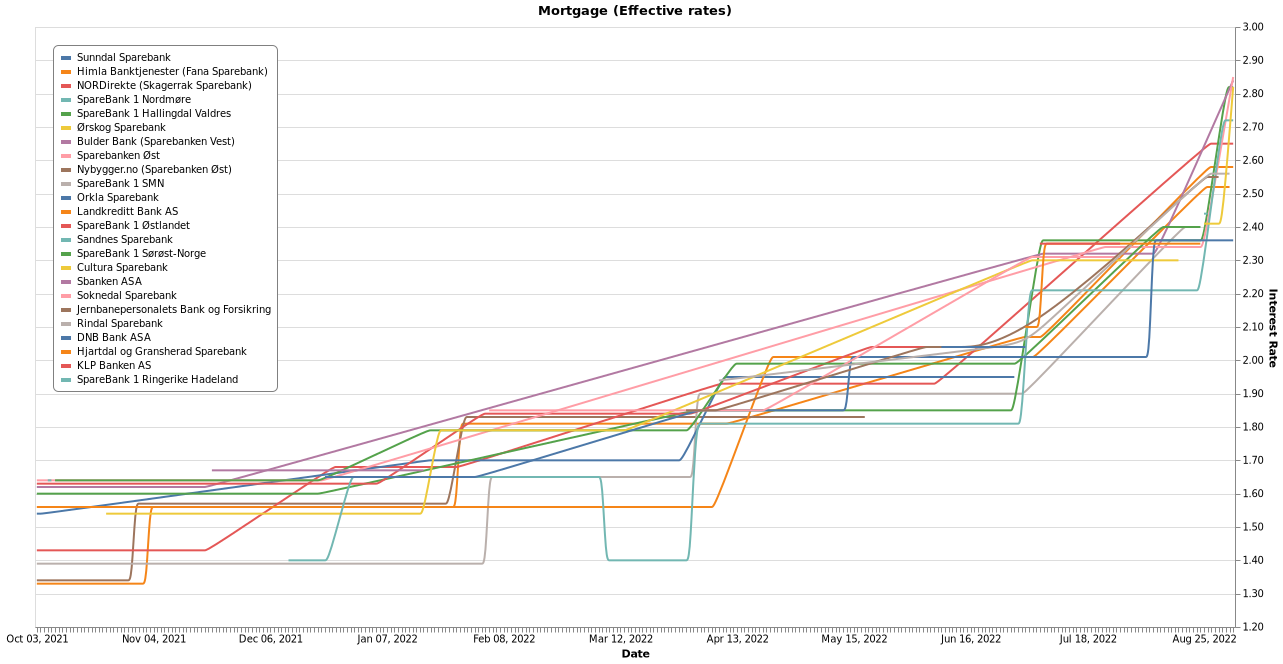 Mortgage (Effective rates)
Sunndal Sparebank
Himla Banktjenester (Fana Sparebank)
NORDirekte (Skagerrak Sparebank)
SpareBank 1 Nordmøre
SpareBank 1 Hallingdal Valdres
Ørskog Sparebank
Bulder Bank (Sparebanken Vest)
Sparebanken Øst
Nybygger.no (Sparebanken Øst)
SpareBank 1 SMN
Orkla Sparebank
Landkreditt Bank AS
SpareBank 1 Østlandet
Sandnes Sparebank
SpareBank 1 Sørøst-Norge
Cultura Sparebank
Sbanken ASA
Soknedal Sparebank
Jernbanepersonalets Bank og Forsikring
Rindal Sparebank
DNB Bank ASA
Hjartdal og Gransherad Sparebank
KLP Banken AS
SpareBank 1 Ringerike Hadeland
3.00
2.90
2.80
2.70
2.60
2.50
2.40
2.30
2.20
2.10
2.00
1.90
1.80
1.70
1.60
1.50
1.40
1.30
1.20
Interest Rate
Oct 03, 2021 Nov 04, 2021 Dec 06, 2021 Jan 07, 2022 Feb 08, 2022 Mar 12, 2022 Apr 13, 2022 May 15, 2022 Jun 16, 2022 Jul 18, 2022 Aug 25, 2022
Date